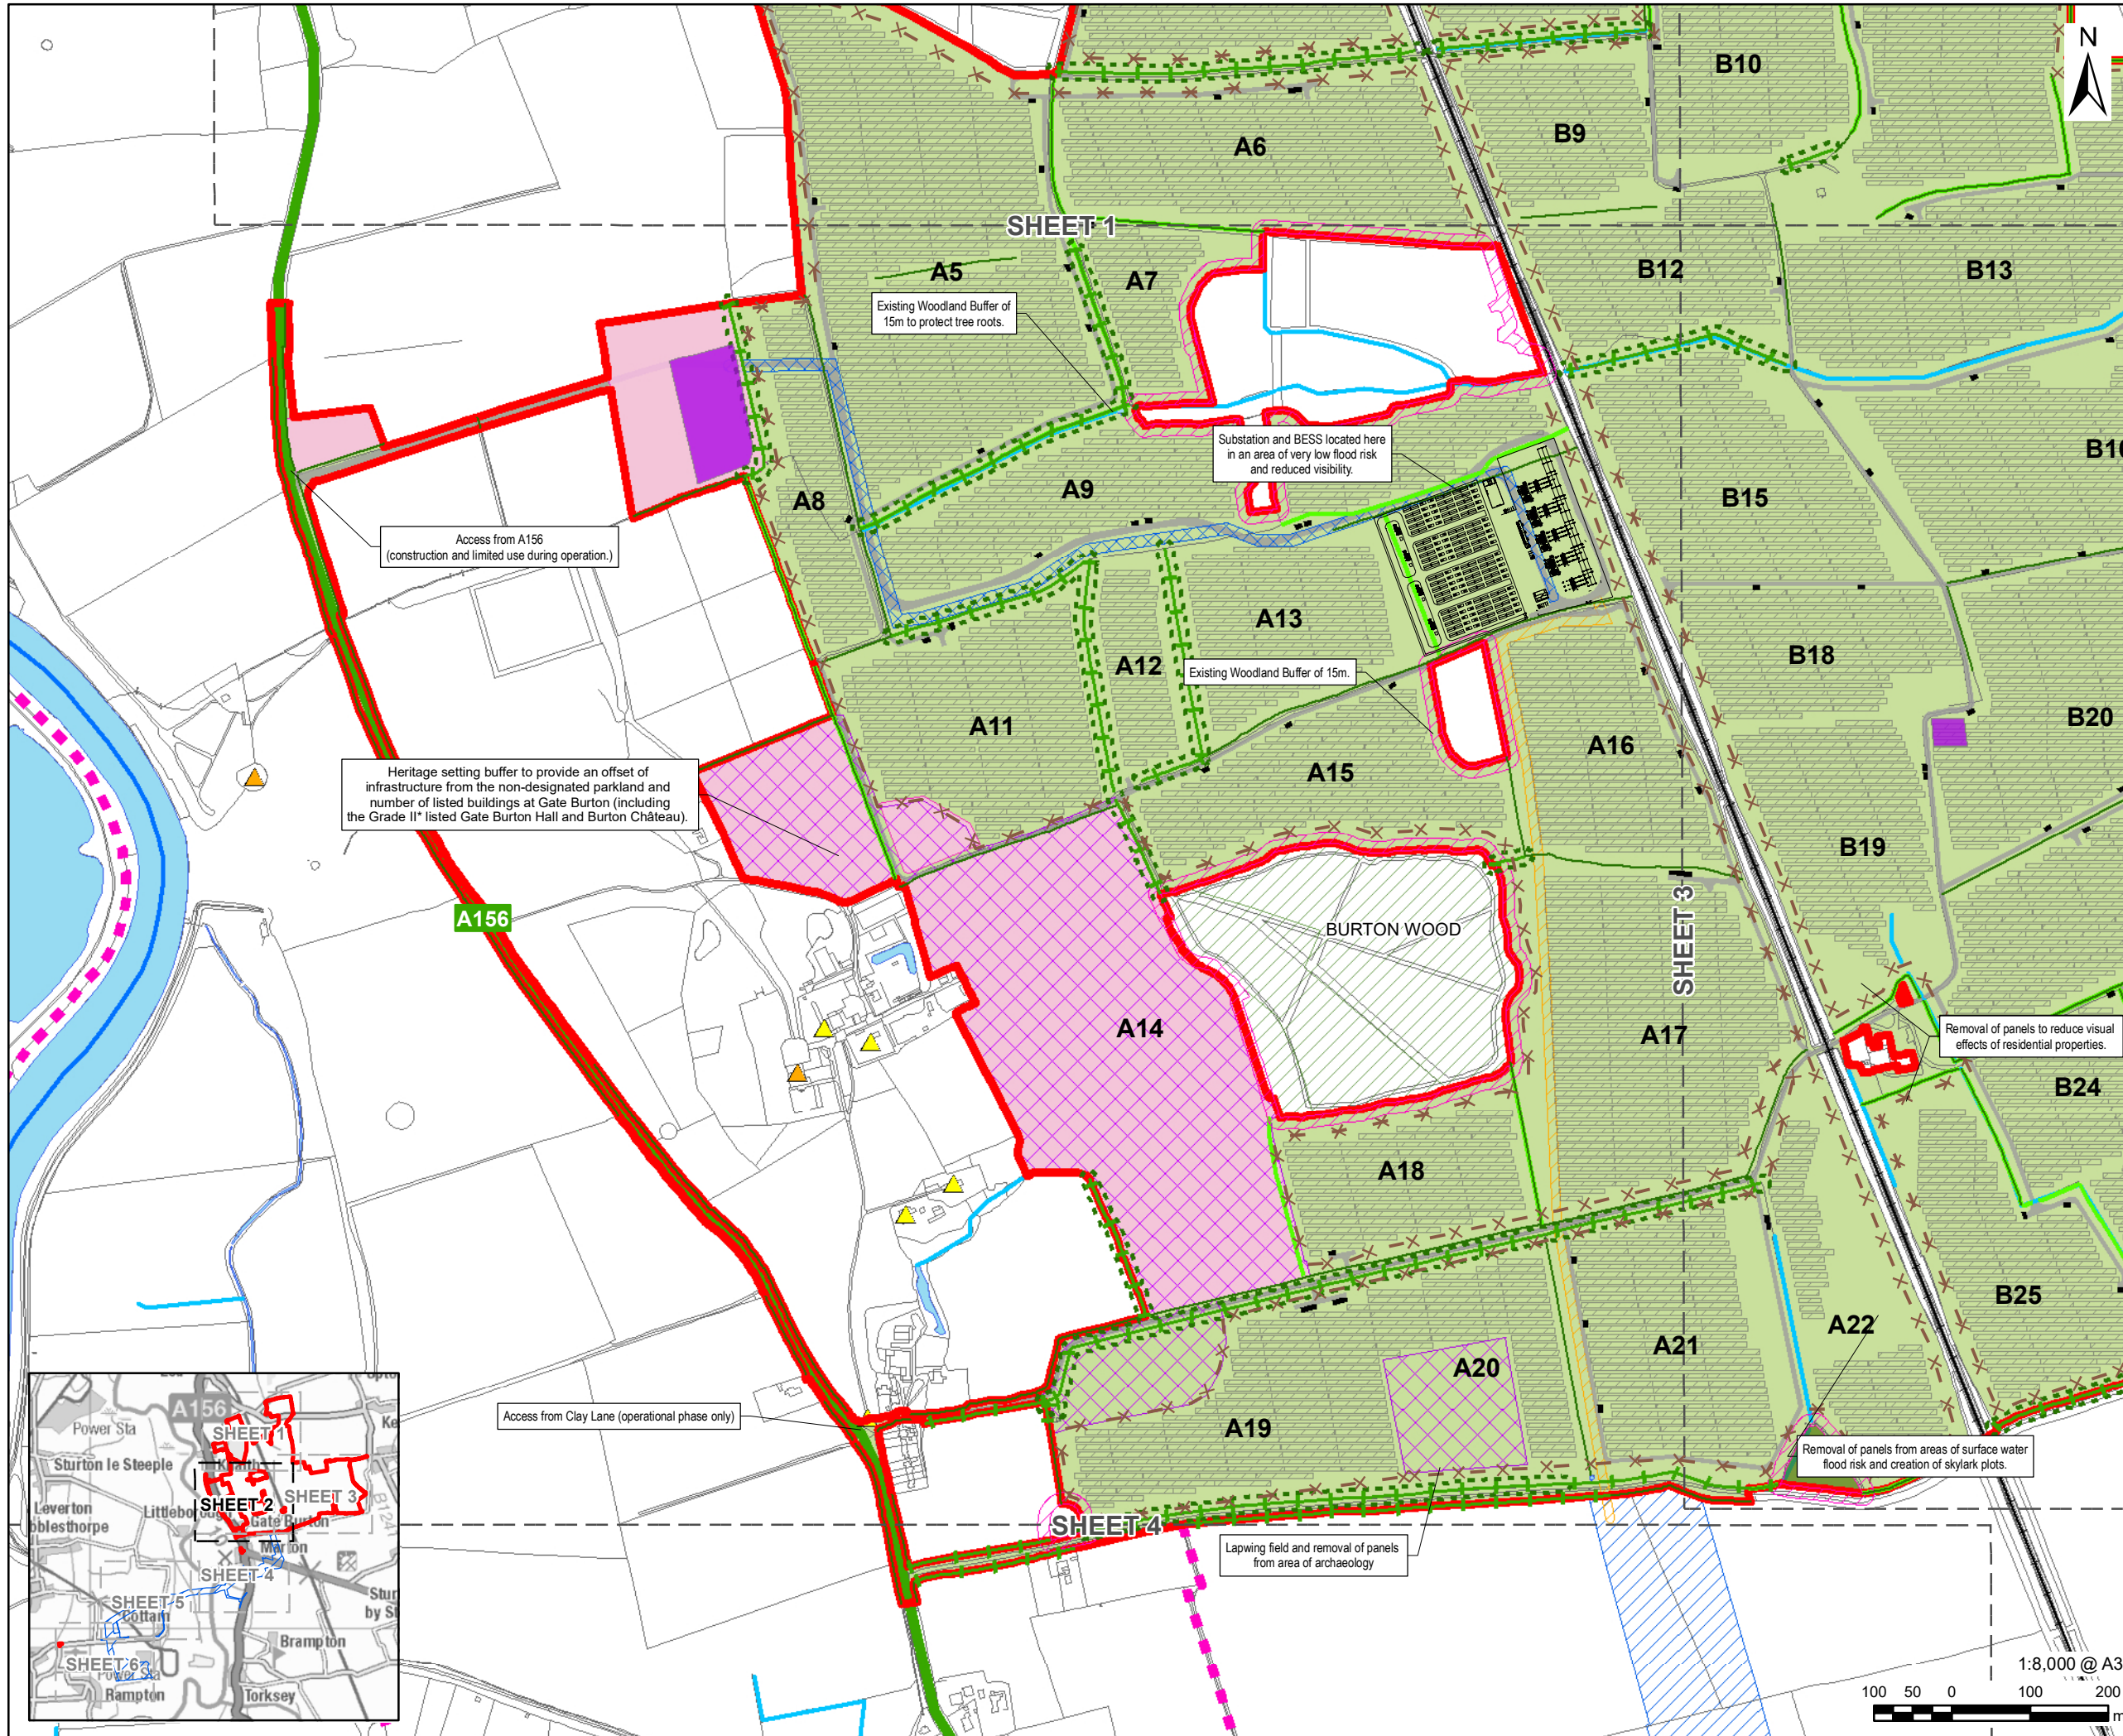 N
B10
B9
A6
SHEET 1
A5
A7
B12
B13
Existing Woodland Buffer of
15m to protect tree roots.
Substation and BESS located here
in an area of very low flood risk
and reduced visibility.
A8
A9
B15
Access from A156
(construction and limited use during operation.)
A13
A12
Existing Woodland Buffer of 15m.
B18
A11
A16
B20
A15
Heritage setting buffer to provide an offset of
infrastructure from the non-designated parkland and
number of listed buildings at Gate Burton (including
the Grade II* listed Gate Burton Hall and Burton Château).
B19
A156
BURTON WOOD
SHEET 3
A14
A17
Removal of panels to reduce visual
effects of residential properties.
B24
A18
B25
A22
A21
A20
A19
Access from Clay Lane (operational phase only)
Removal of panels from areas of surface water
flood risk and creation of skylark plots.
SHEET 4
Lapwing field and removal of panels
from area of archaeology
A156
Power Sta
SHEET 1
Sturton le Steeple
SHEET 2
SHEET 3
Leverton
Gate Burton
Marton
SHEET 4
SHEET 5
Cottam
Brampton
SHEET 6
Rampton
Torksey
1:8,000 @ A3
100 50 0 100 200
m